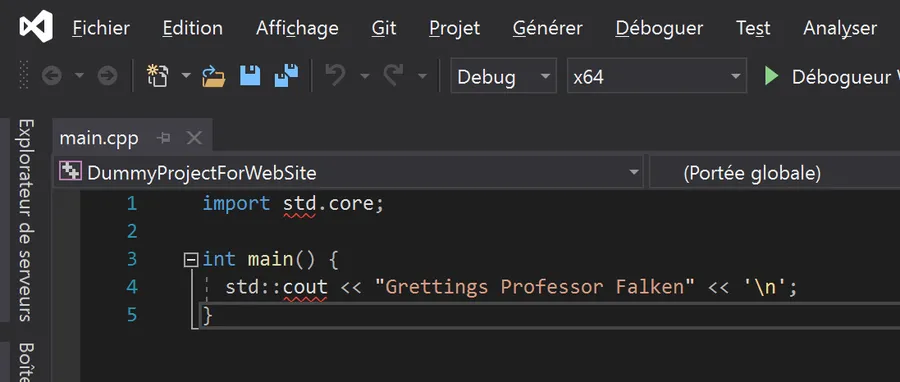 Fichier Edition Affichage Git Projet Générer Déboguer Test Analyser
Debug x64 Débogueur
Explorateur de serveurs
Boîte
main.cpp
DummyProjectForWebSite (Portée globale)
1 import std.core;
2
3 int main() {
4 std::cout << "Grettings Professor Falken" << '\n';
5 }